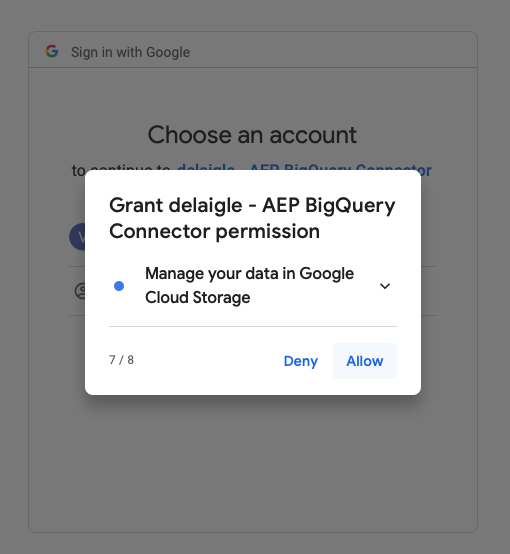 Sign in with Google
Choose an account
to continue to delaigle - AEP BigQuery Connector
V
Grant delaigle - AEP BigQuery
Connector permission
Manage your data in Google
Cloud Storage
7 / 8
Deny
Allow